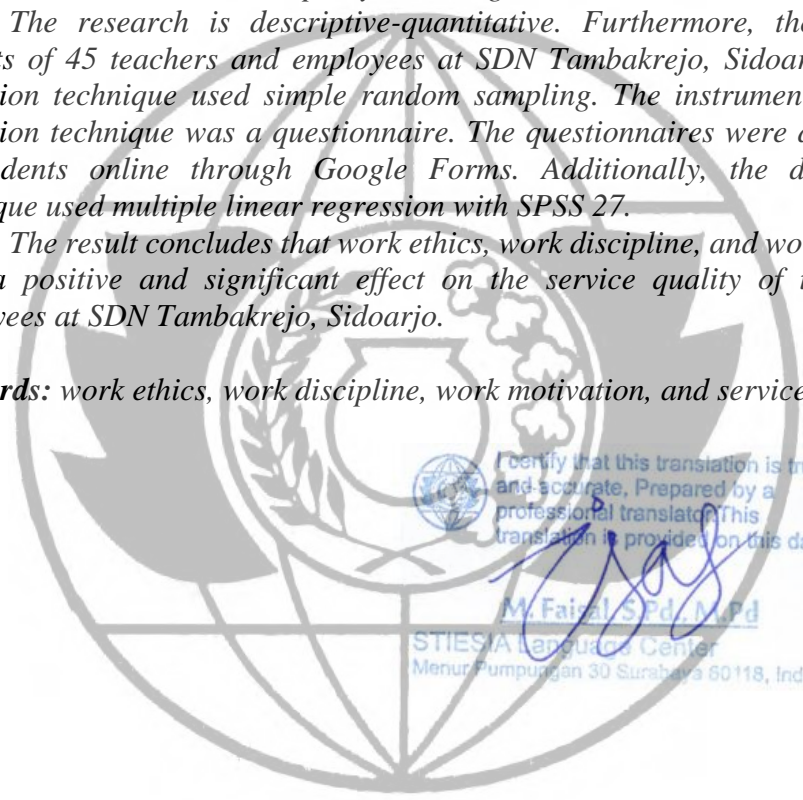 The research is descriptive-quantitative. Furthermore, the
ts of 45 teachers and employees at SDN Tambakrejo, Sidoar
ion technique used simple random sampling. The instrumen
ion technique was a questionnaire. The questionnaires were
dents online through Google Forms. Additionally, the d
que used multiple linear regression with SPSS 27.
The result concludes that work ethics, work discipline, and wo
a positive and significant effect on the service quality of
yees at SDN Tambakrejo, Sidoarjo.
rds: work ethics, work discipline, work motivation, and service
I certify that this translation is tr
and accurate, Prepared by a
professional translator This
translation is provided on this da
M. Faisal, S.Pd., M.Pd
STIESIA Language Center
Menur Pumpungan 30 Surabaya 60118, Ind